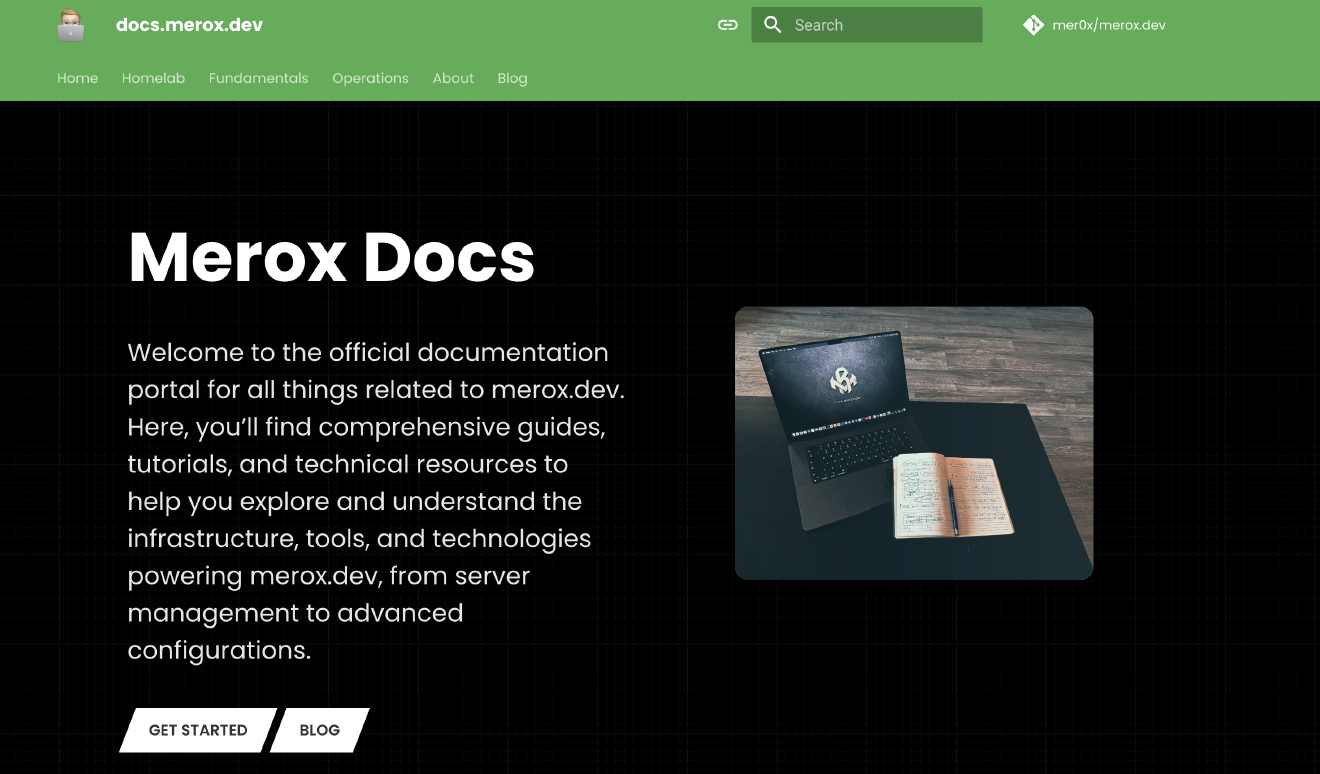 docs.merox.dev
Search
mer0x/merox.dev
Home Homelab Fundamentals Operations About Blog
Merox Docs
Welcome to the official documentation
portal for all things related to merox.dev.
Here, you’ll find comprehensive guides,
tutorials, and technical resources to
help you explore and understand the
infrastructure, tools, and technologies
powering merox.dev, from server
management to advanced
configurations.
GET STARTED BLOG